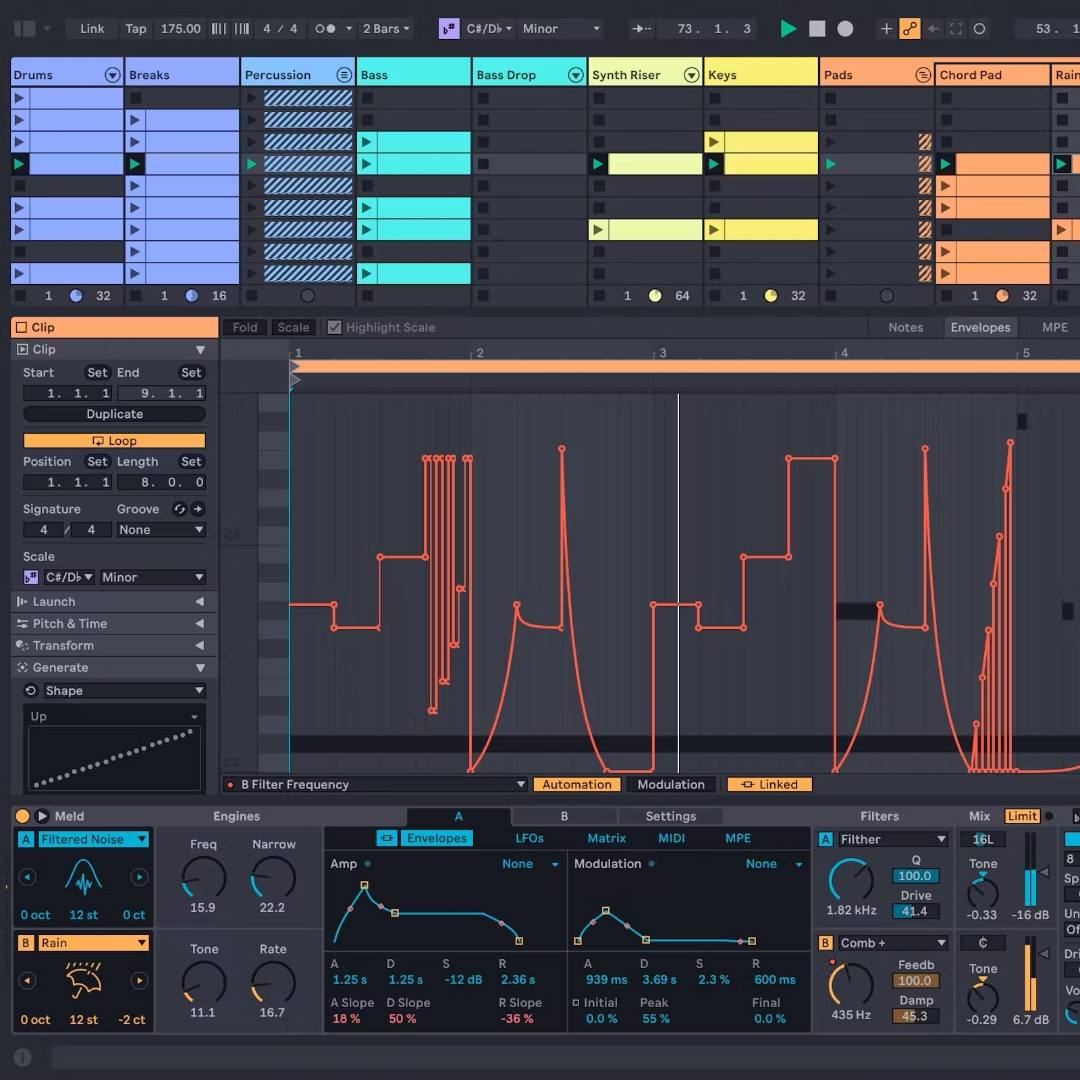 Link Tap 175.00 4 / 4 2 Bars C#/D♭ Minor 73. 1. 3 53. 1
Drums Breaks Percussion Bass Bass Drop Synth Riser Keys Pads Chord Pad Rain
1 32 1 16 1 64 1 32 1 32
Clip Fold Scale Highlight Scale Notes Envelopes MPE
Clip
1 2 3 4 5
Start Set End Set
1. 1. 1 9. 1. 1
Duplicate
Loop
Position Set Length Set
1. 1. 1 8. 0. 0
Signature Groove
4 / 4 None
C3
Scale
C#/D♭ Minor
Launch
Pitch & Time
Transform
Generate
Shape
Up
B Filter Frequency Automation Modulation Linked
Meld Engines A B Settings Filters Mix Limit
A Filtered Noise Freq Narrow Envelopes LFOs Matrix MIDI MPE A Filther 16L
Amp None Modulation None Q Tone
100.0
Drive
15.9 22.2 1.82 kHz 41.4 -0.33 -16 dB
0 oct 12 st 0 ct
B Rain Tone Rate B Comb + ₵
A D S R A D S R Feedb Tone
1.25 s 1.25 s -12 dB 2.36 s 939 ms 3.69 s 2.3 % 600 ms 100.0
A Slope D Slope R Slope Initial Peak Final Damp
11.1 16.7 435 Hz 45.3
0 oct 12 st -2 ct 18 % 50 % -36 % 0.0 % 55 % 0.0 % -0.29 6.7 dB